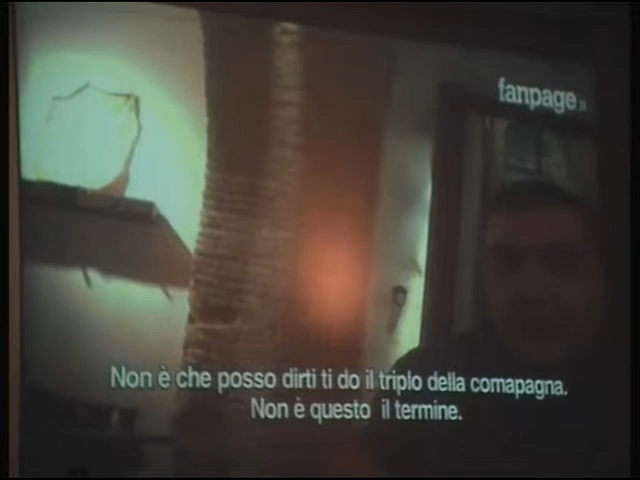 fanpage.it
Non è che posso dirti ti do il triplo della comapagna.
Non è questo il termine.